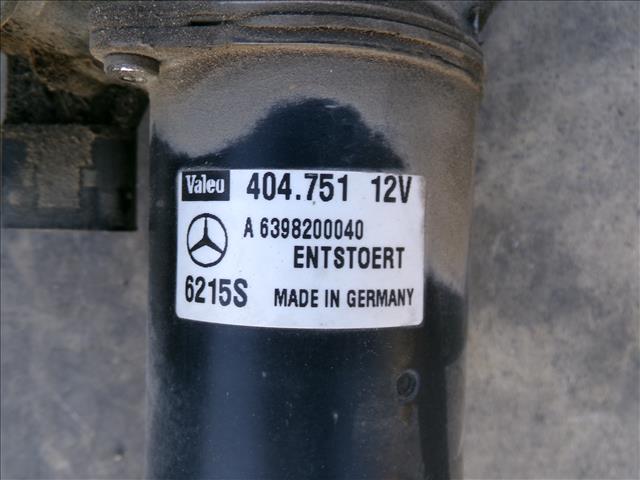 Valeo 404.751 12V
A 6398200040
ENTSTOERT
6215S MADE IN GERMANY